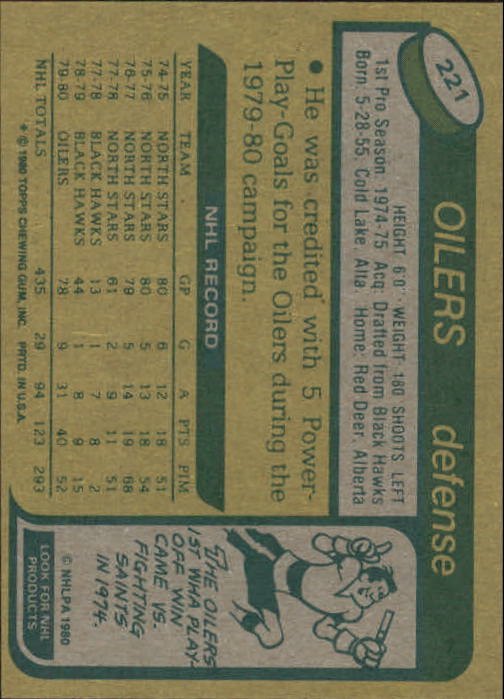 221
OILERS defense
HEIGHT 6'0" · WEIGHT 180 SHOOTS LEFT
1st Pro Season. 1974-75 Acq: Drafted from Black Hawks
Born. 5-28-55. Cold Lake, Alta. Home: Red Deer, Alberta
• He was credited with 5 Power-
Play-Goals for the Oilers during the
1979-80 campaign.
NHL RECORD
YEAR TEAM GP G A PTS PIM
74-75 NORTH STARS 80 6 12 18 51
75-76 NORTH STARS 80 5 13 18 54
76-77 NORTH STARS 79 5 14 19 68
77-78 NORTH STARS 61 2 9 11 51
77-78 BLACK HAWKS 13 1 7 8 2
78-79 BLACK HAWKS 44 1 8 9 15
79-80 OILERS 78 9 31 40 52
NHL TOTALS 435 29 94 123 293
* © 1980 TOPPS CHEWING GUM, INC. PRTD. IN U.S.A.
THE OILERS'
1ST WHA PLAY-
OFF WIN
CAME VS.
FIGHTING
SAINTS
IN 1974.
© NHLPA 1980
LOOK FOR NHL
PRODUCTS